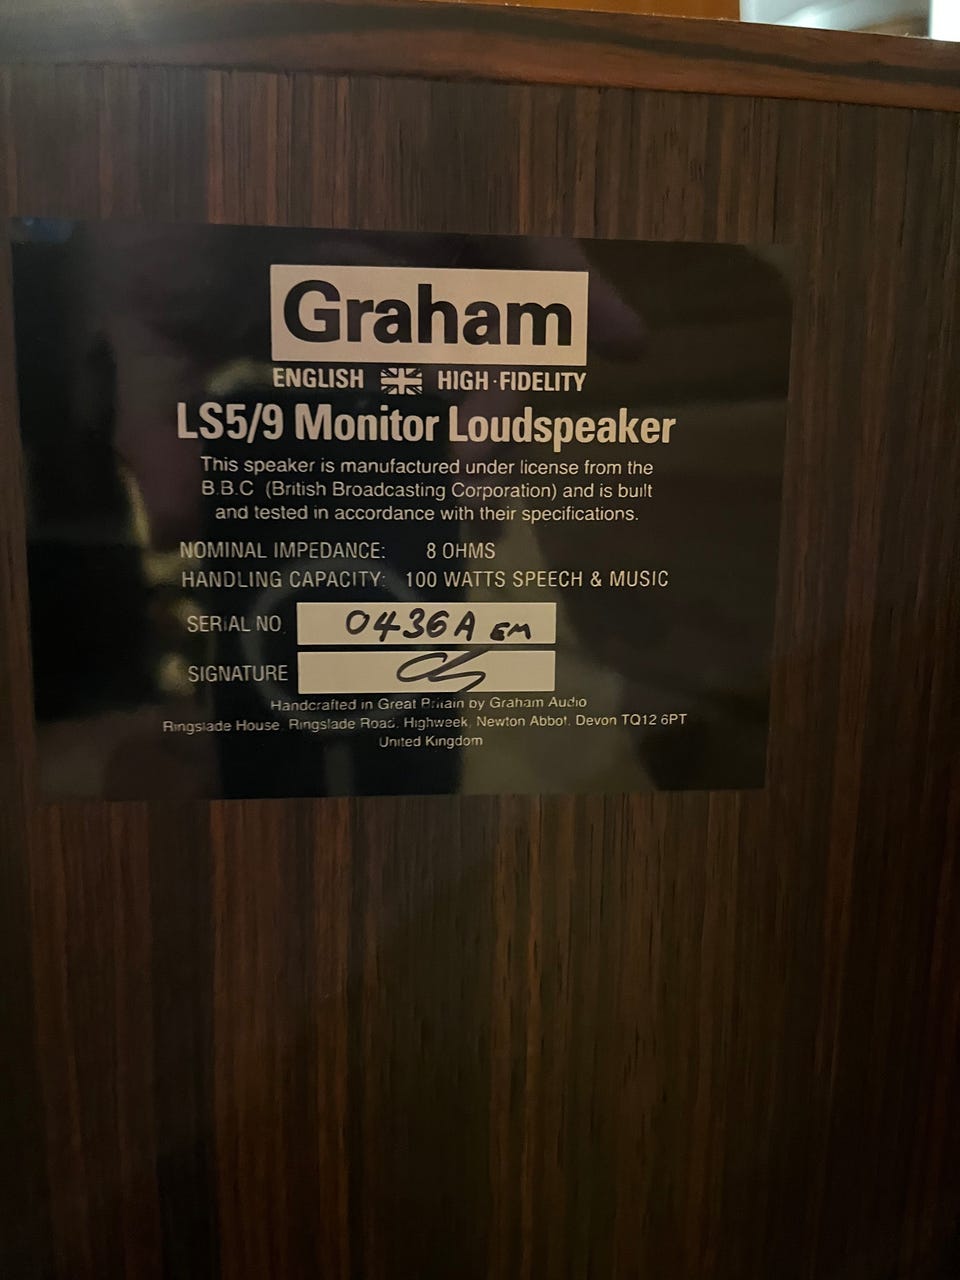 Graham
ENGLISH HIGH·FIDELITY
LS5/9 Monitor Loudspeaker
This speaker is manufactured under license from the
B.B.C (British Broadcasting Corporation) and is built
and tested in accordance with their specifications.
NOMINAL IMPEDANCE: 8 OHMS
HANDLING CAPACITY: 100 WATTS SPEECH & MUSIC
SERIAL NO. 0436A EM
SIGNATURE
Handcrafted in Great Britain by Graham Audio
Ringslade House, Ringslade Road, Highweek, Newton Abbot, Devon TQ12 6PT
United Kingdom